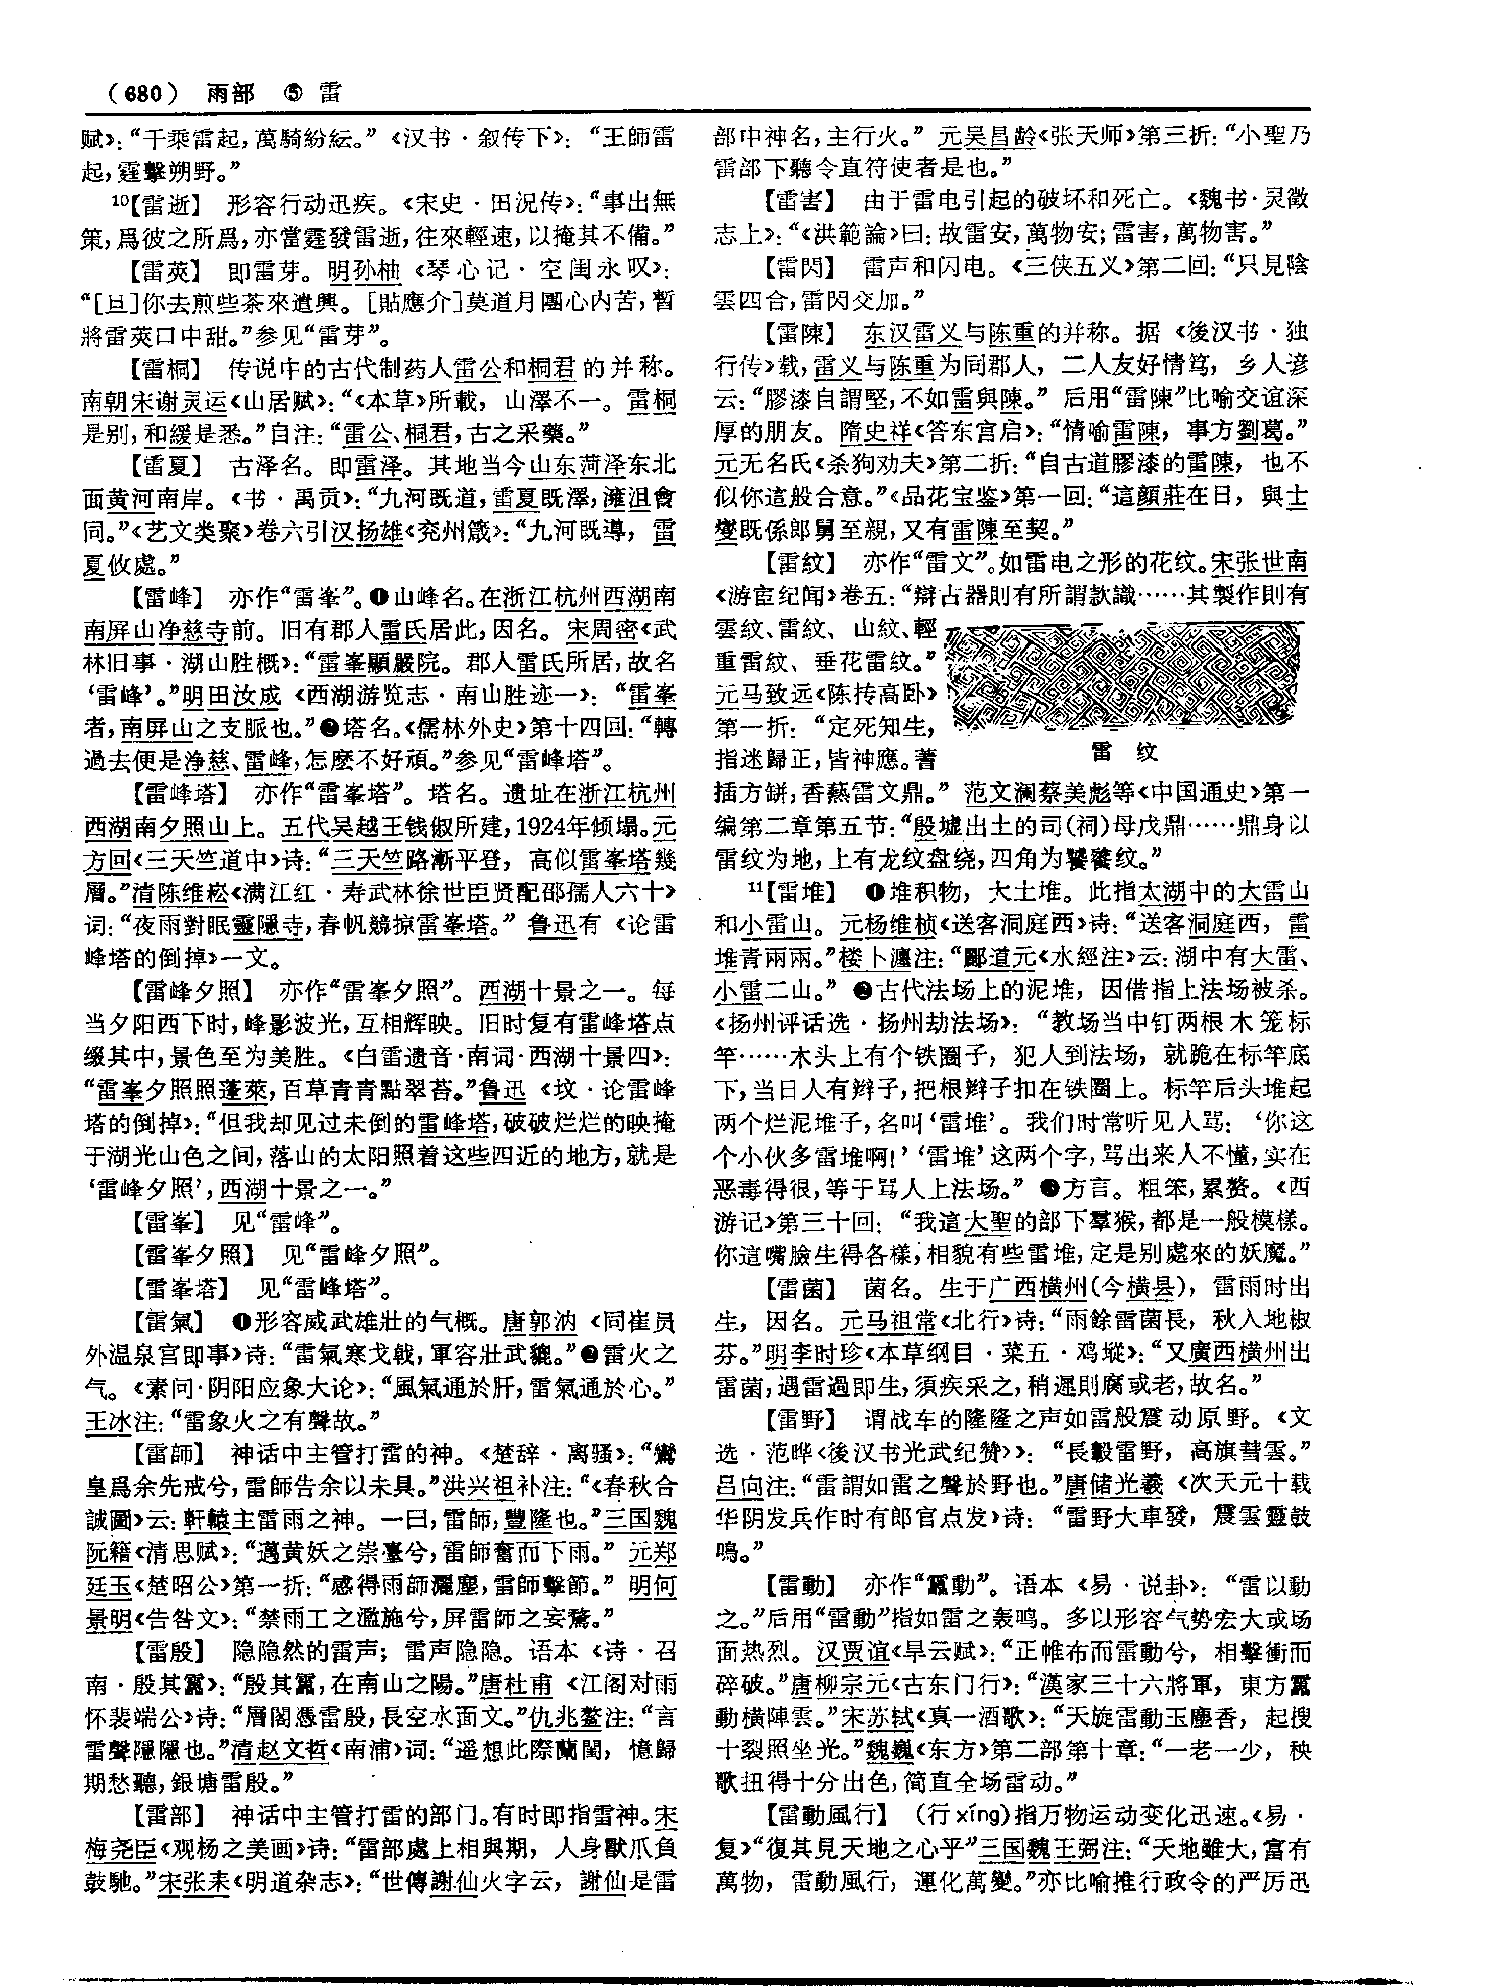 （680） 雨部 ⑤ 雷
赋》：“千乘雷起，萬騎紛紜。”《汉书·叙传下》：“王師雷
起，霆擊朔野。”
10【雷逝】 形容行动迅疾。《宋史·田况传》：“事出無
策，爲彼之所爲，亦當霆發雷逝，往來輕速，以掩其不備。”
【雷莢】 即雷芽。明孙柚《琴心记·空闺永叹》：
“［旦］你去煎些茶來遣興。［貼應介］莫道月團心内苦，暫
將雷莢口中甜。”参见“雷芽”。
【雷桐】 传说中的古代制药人雷公和桐君的并称。
南朝宋谢灵运《山居赋》：“《本草》所載，山澤不一。雷桐
是别，和緩是悉。”自注：“雷公、桐君，古之采藥。”
【雷夏】 古泽名。即雷泽。其地当今山东菏泽东北
面黄河南岸。《书·禹贡》：“九河既道，雷夏既澤，灉沮會
同。”《艺文类聚》卷六引汉扬雄《兖州箴》：“九河既導，雷
夏攸處。”
【雷峰】 亦作“雷峯”。❶山峰名。在浙江杭州西湖南
南屏山净慈寺前。旧有郡人雷氏居此，因名。宋周密《武
林旧事·湖山胜概》：“雷峯顯嚴院。郡人雷氏所居，故名
‘雷峰’。”明田汝成《西湖游览志·南山胜迹一》：“雷峯
者，南屏山之支脈也。”❷塔名。《儒林外史》第十四回：“轉
過去便是净慈、雷峰，怎麽不好頑。”参见“雷峰塔”。
【雷峰塔】 亦作“雷峯塔”。塔名。遗址在浙江杭州
西湖南夕照山上。五代吴越王钱俶所建，1924年倾塌。元
方回《三天竺道中》诗：“三天竺路漸平登，高似雷峯塔幾
層。”清陈维崧《满江红·寿武林徐世臣贤配邵孺人六十》
词：“夜雨對眠靈隱寺，春帆競掠雷峯塔。”鲁迅有《论雷
峰塔的倒掉》一文。
【雷峰夕照】 亦作“雷峯夕照”。西湖十景之一。每
当夕阳西下时，峰影波光，互相辉映。旧时复有雷峰塔点
缀其中，景色至为美胜。《白雪遗音·南词·西湖十景四》：
“雷峯夕照照蓬萊，百草青青點翠苔。”鲁迅《坟·论雷峰
塔的倒掉》：“但我却见过未倒的雷峰塔，破破烂烂的映掩
于湖光山色之间，落山的太阳照着这些四近的地方，就是
‘雷峰夕照’，西湖十景之一。”
【雷峯】 见“雷峰”。
【雷峯夕照】 见“雷峰夕照”。
【雷峯塔】 见“雷峰塔”。
【雷氣】 ❶形容威武雄壮的气概。唐郭汭《同崔员
外温泉宫即事》诗：“雷氣寒戈戟，軍容壯武貔。”❷雷火之
气。《素问·阴阳应象大论》：“風氣通於肝，雷氣通於心。”
王冰注：“雷象火之有聲故。”
【雷師】 神话中主管打雷的神。《楚辞·离骚》：“鸞
皇爲余先戒兮，雷師告余以未具。”洪兴祖补注：“《春秋合
誠圖》云：軒轅主雷雨之神。一曰，雷師，豐隆也。”三国魏
阮籍《清思赋》：“邁黄妖之崇臺兮，雷師奮而下雨。”元郑
廷玉《楚昭公》第一折：“感得雨師灑塵，雷師擊節。”明何
景明《告咎文》：“禁雨工之滥施兮，屏雷師之妄騖。”
【雷殷】 隐隐然的雷声；雷声隐隐。语本《诗·召
南·殷其靁》：“殷其靁，在南山之陽。”唐杜甫《江阁对雨
怀裴端公》诗：“層閣憑雷殷，長空水面文。”仇兆鳌注：“言
雷聲隱隱也。”清赵文哲《南浦》词：“遥想此際蘭閨，憶歸
期愁聽，銀塘雷殷。”
【雷部】 神话中主管打雷的部门。有时即指雷神。宋
梅尧臣《观杨之美画》诗：“雷部處上相與期，人身獸爪負
鼓馳。”宋张耒《明道杂志》：“世傳謝仙火字云，謝仙是雷
部中神名，主行火。”元吴昌龄《张天师》第三折：“小聖乃
雷部下聽令直符使者是也。”
【雷害】 由于雷电引起的破坏和死亡。《魏书·灵徵
志上》：“《洪範論》曰：故雷安，萬物安；雷害，萬物害。”
【雷閃】 雷声和闪电。《三侠五义》第二回：“只見陰
雲四合，雷閃交加。”
【雷陳】 东汉雷义与陈重的并称。据《後汉书·独
行传》载，雷义与陈重为同郡人，二人友好情笃，乡人谚
云：“膠漆自謂堅，不如雷與陳。”后用“雷陳”比喻交谊深
厚的朋友。隋史祥《答东宫启》：“情喻雷陳，事方劉葛。”
元无名氏《杀狗劝夫》第二折：“自古道膠漆的雷陳，也不
似你這般合意。”《品花宝鉴》第一回：“這顔莊在日，與士
燮既係郎舅至親，又有雷陳至契。”
【雷紋】 亦作“雷文”。如雷电之形的花纹。宋张世南
《游宦纪闻》卷五：“辯古器則有所謂款識……其製作則有
雲紋、雷紋、山紋、輕
重雷紋、垂花雷紋。”
元马致远《陈抟高卧》
第一折：“定死知生，
指迷歸正，皆神應。蓍
雷 纹
插方缾，香爇雷文鼎。”范文澜蔡美彪等《中国通史》第一
编第二章第五节：“殷墟出土的司（祠）母戊鼎……鼎身以
雷纹为地，上有龙纹盘绕，四角为饕餮纹。”
11【雷堆】 ❶堆积物，大土堆。此指太湖中的大雷山
和小雷山。元杨维桢《送客洞庭西》诗：“送客洞庭西，雷
堆青兩兩。”楼卜瀍注：“酈道元《水經注》云：湖中有大雷、
小雷二山。”❷古代法场上的泥堆，因借指上法场被杀。
《扬州评话选·扬州劫法场》：“教场当中钉两根木笼标
竿……木头上有个铁圈子，犯人到法场，就跪在标竿底
下，当日人有辫子，把根辫子扣在铁圈上。标竿后头堆起
两个烂泥堆子，名叫‘雷堆’。我们时常听见人骂：‘你这
个小伙多雷堆啊！’‘雷堆’这两个字，骂出来人不懂，实在
恶毒得很，等于骂人上法场。”❸方言。粗笨，累赘。《西
游记》第三十回：“我這大聖的部下羣猴，都是一般模樣。
你這嘴臉生得各樣，相貌有些雷堆，定是别處來的妖魔。”
【雷菌】 菌名。生于广西横州（今横县），雷雨时出
生，因名。元马祖常《北行》诗：“雨餘雷菌長，秋入地椒
芬。”明李时珍《本草纲目·菜五·鸡㙡》：“又廣西横州出
雷菌，遇雷過即生，須疾采之，稍遲則腐或老，故名。”
【雷野】 谓战车的隆隆之声如雷般震动原野。《文
选·范晔〈後汉书光武纪赞〉》：“長轂雷野，高旗彗雲。”
吕向注：“雷謂如雷之聲於野也。”唐储光羲《次天元十载
华阴发兵作时有郎官点发》诗：“雷野大車發，震雲靈鼓
鳴。”
【雷動】 亦作“靁動”。语本《易·说卦》：“雷以動
之。”后用“雷動”指如雷之轰鸣。多以形容气势宏大或场
面热烈。汉贾谊《旱云赋》：“正帷布而雷動兮，相擊衝而
碎破。”唐柳宗元《古东门行》：“漢家三十六將軍，東方靁
動横陣雲。”宋苏轼《真一酒歌》：“天旋雷動玉塵香，起搜
十裂照坐光。”魏巍《东方》第二部第十章：“一老一少，秧
歌扭得十分出色，简直全场雷动。”
【雷動風行】 （行xíng）指万物运动变化迅速。《易·
复》“復其見天地之心乎”三国魏王弼注：“天地雖大，富有
萬物，雷動風行，運化萬變。”亦比喻推行政令的严厉迅